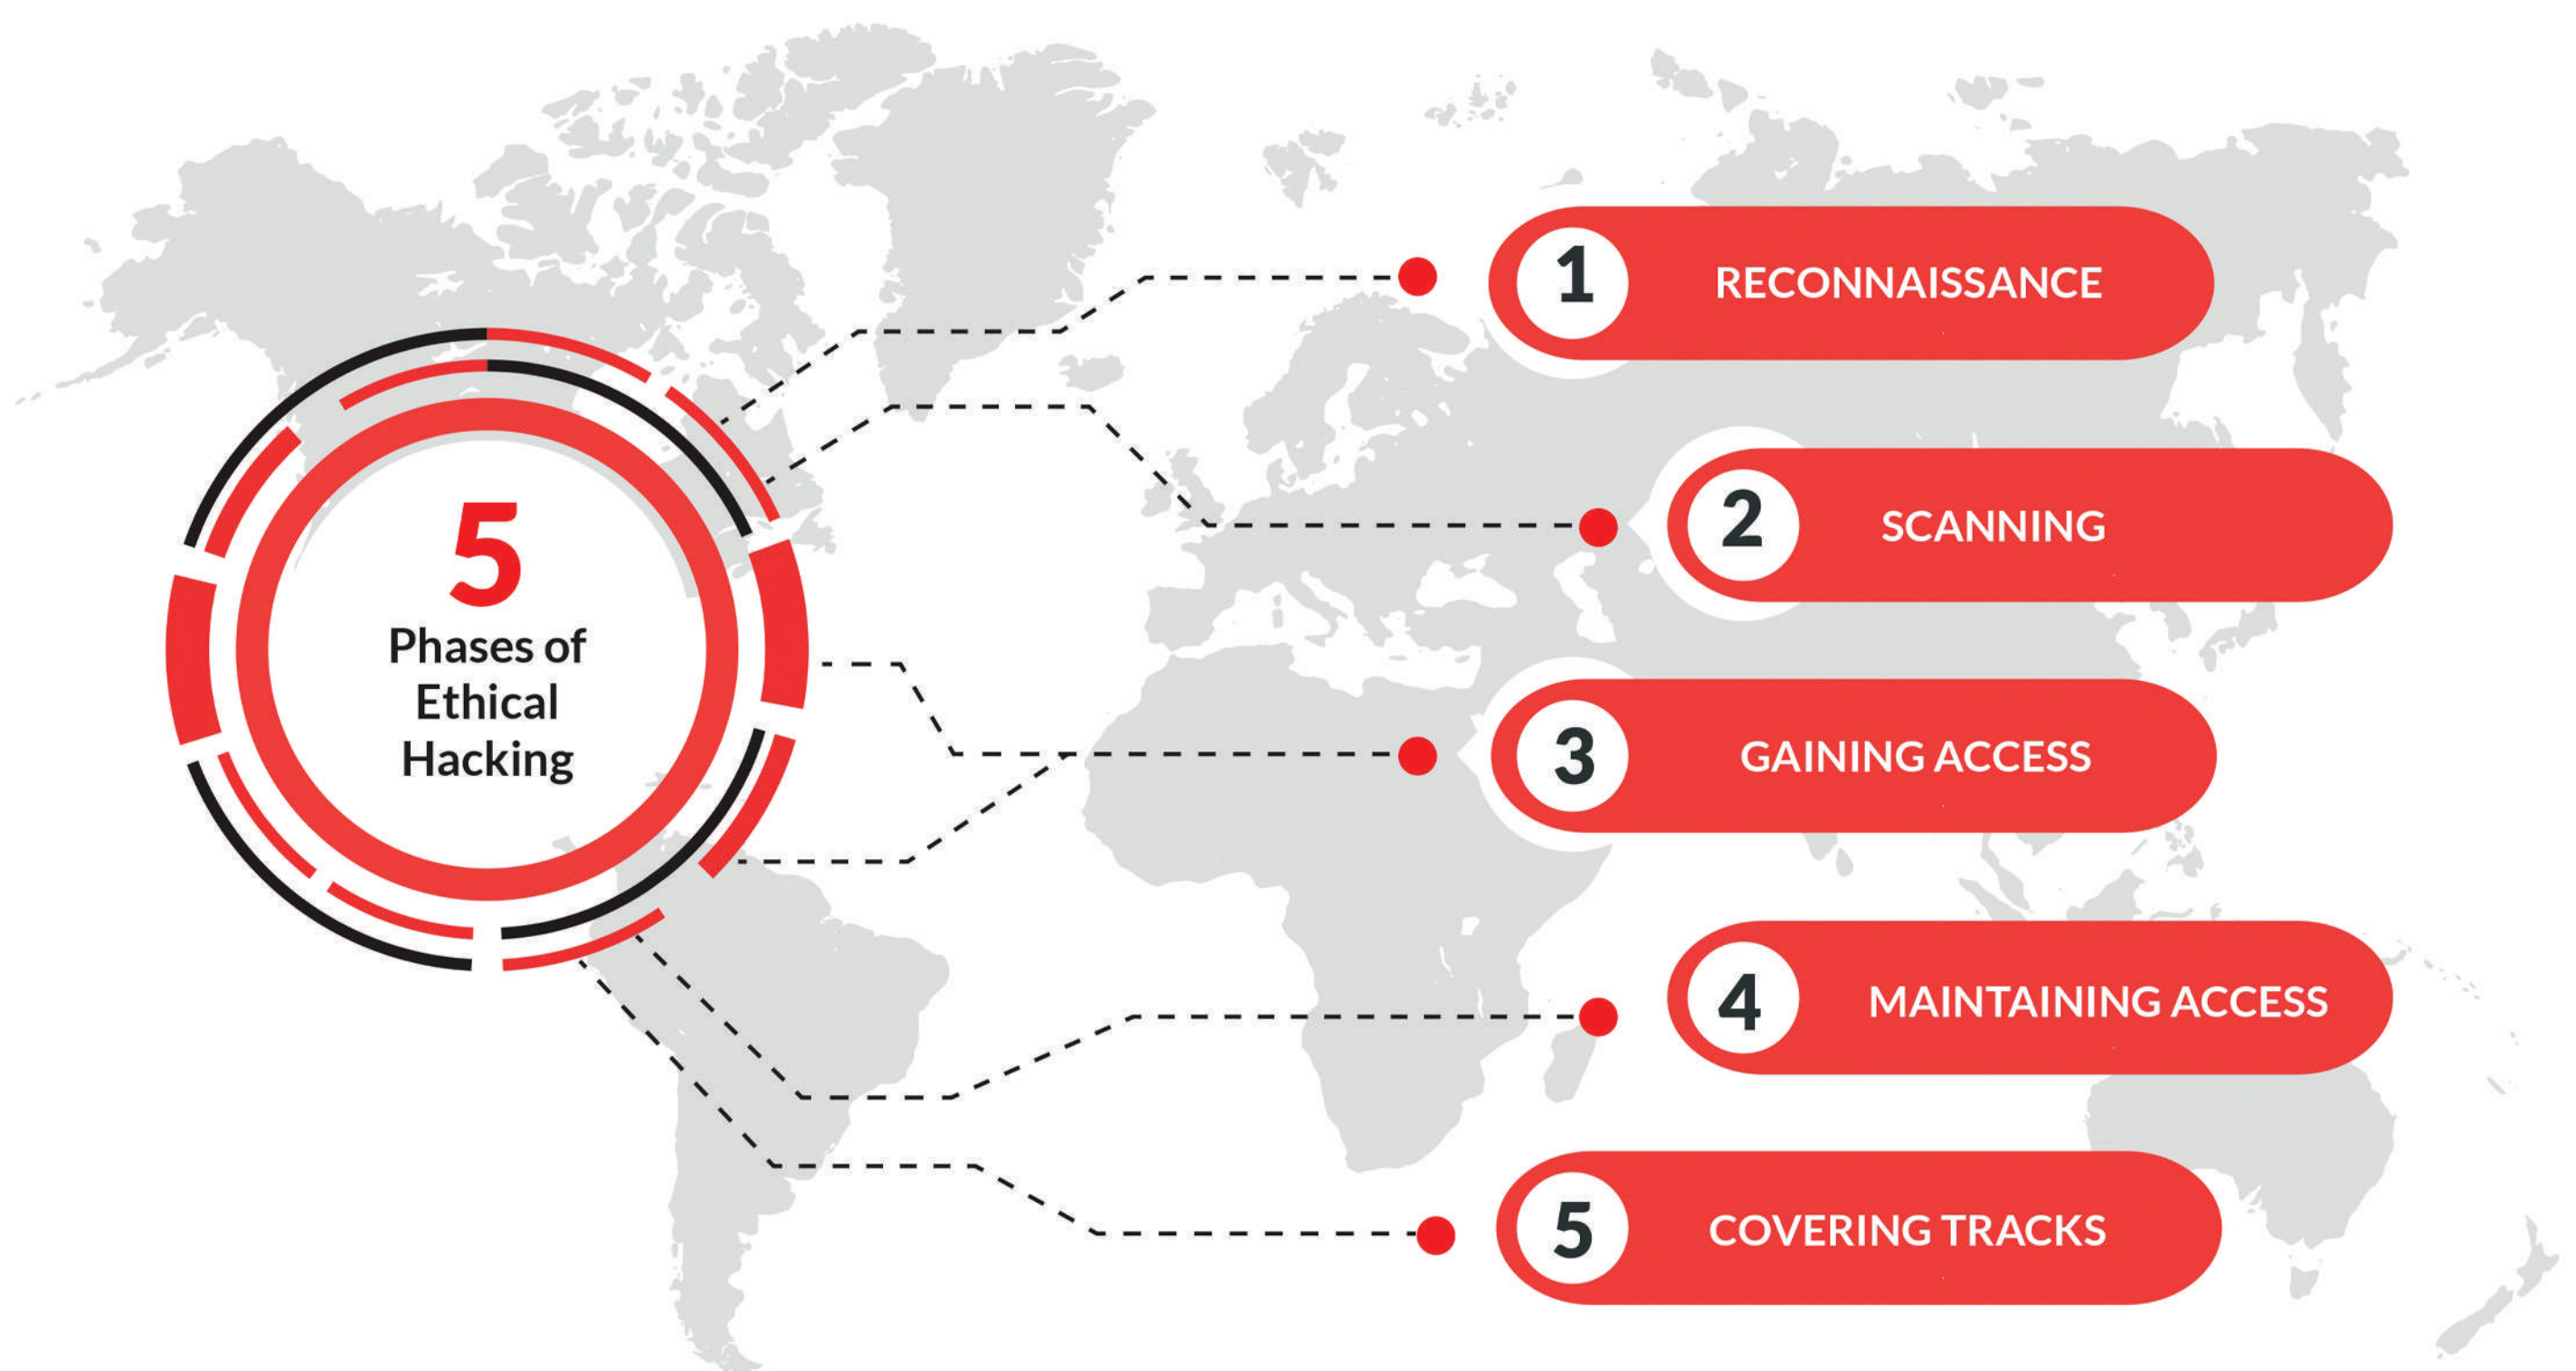 5
Phases of
Ethical
Hacking
1 RECONNAISSANCE
2 SCANNING
3 GAINING ACCESS
4 MAINTAINING ACCESS
5 COVERING TRACKS